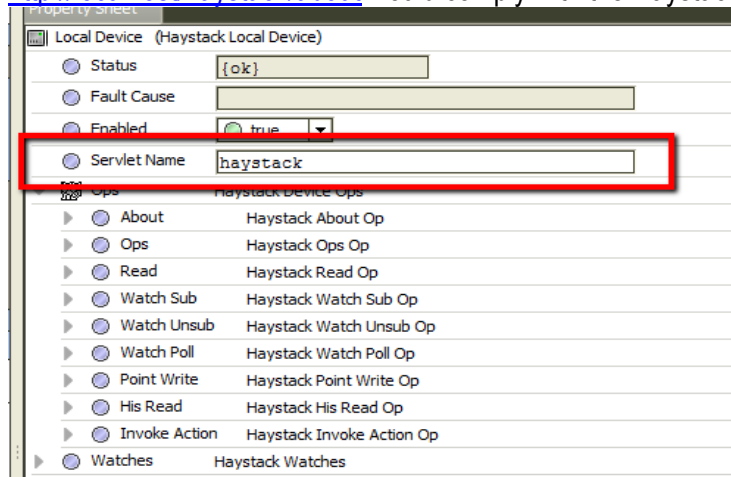 Property Sheet
Local Device (Haystack Local Device)
Status {ok}
Fault Cause
Enabled true
Servlet Name haystack
Ops Haystack Device Ops
About Haystack About Op
Ops Haystack Ops Op
Read Haystack Read Op
Watch Sub Haystack Watch Sub Op
Watch Unsub Haystack Watch Unsub Op
Watch Poll Haystack Watch Poll Op
Point Write Haystack Point Write Op
His Read Haystack His Read Op
Invoke Action Haystack Invoke Action Op
Watches Haystack Watches